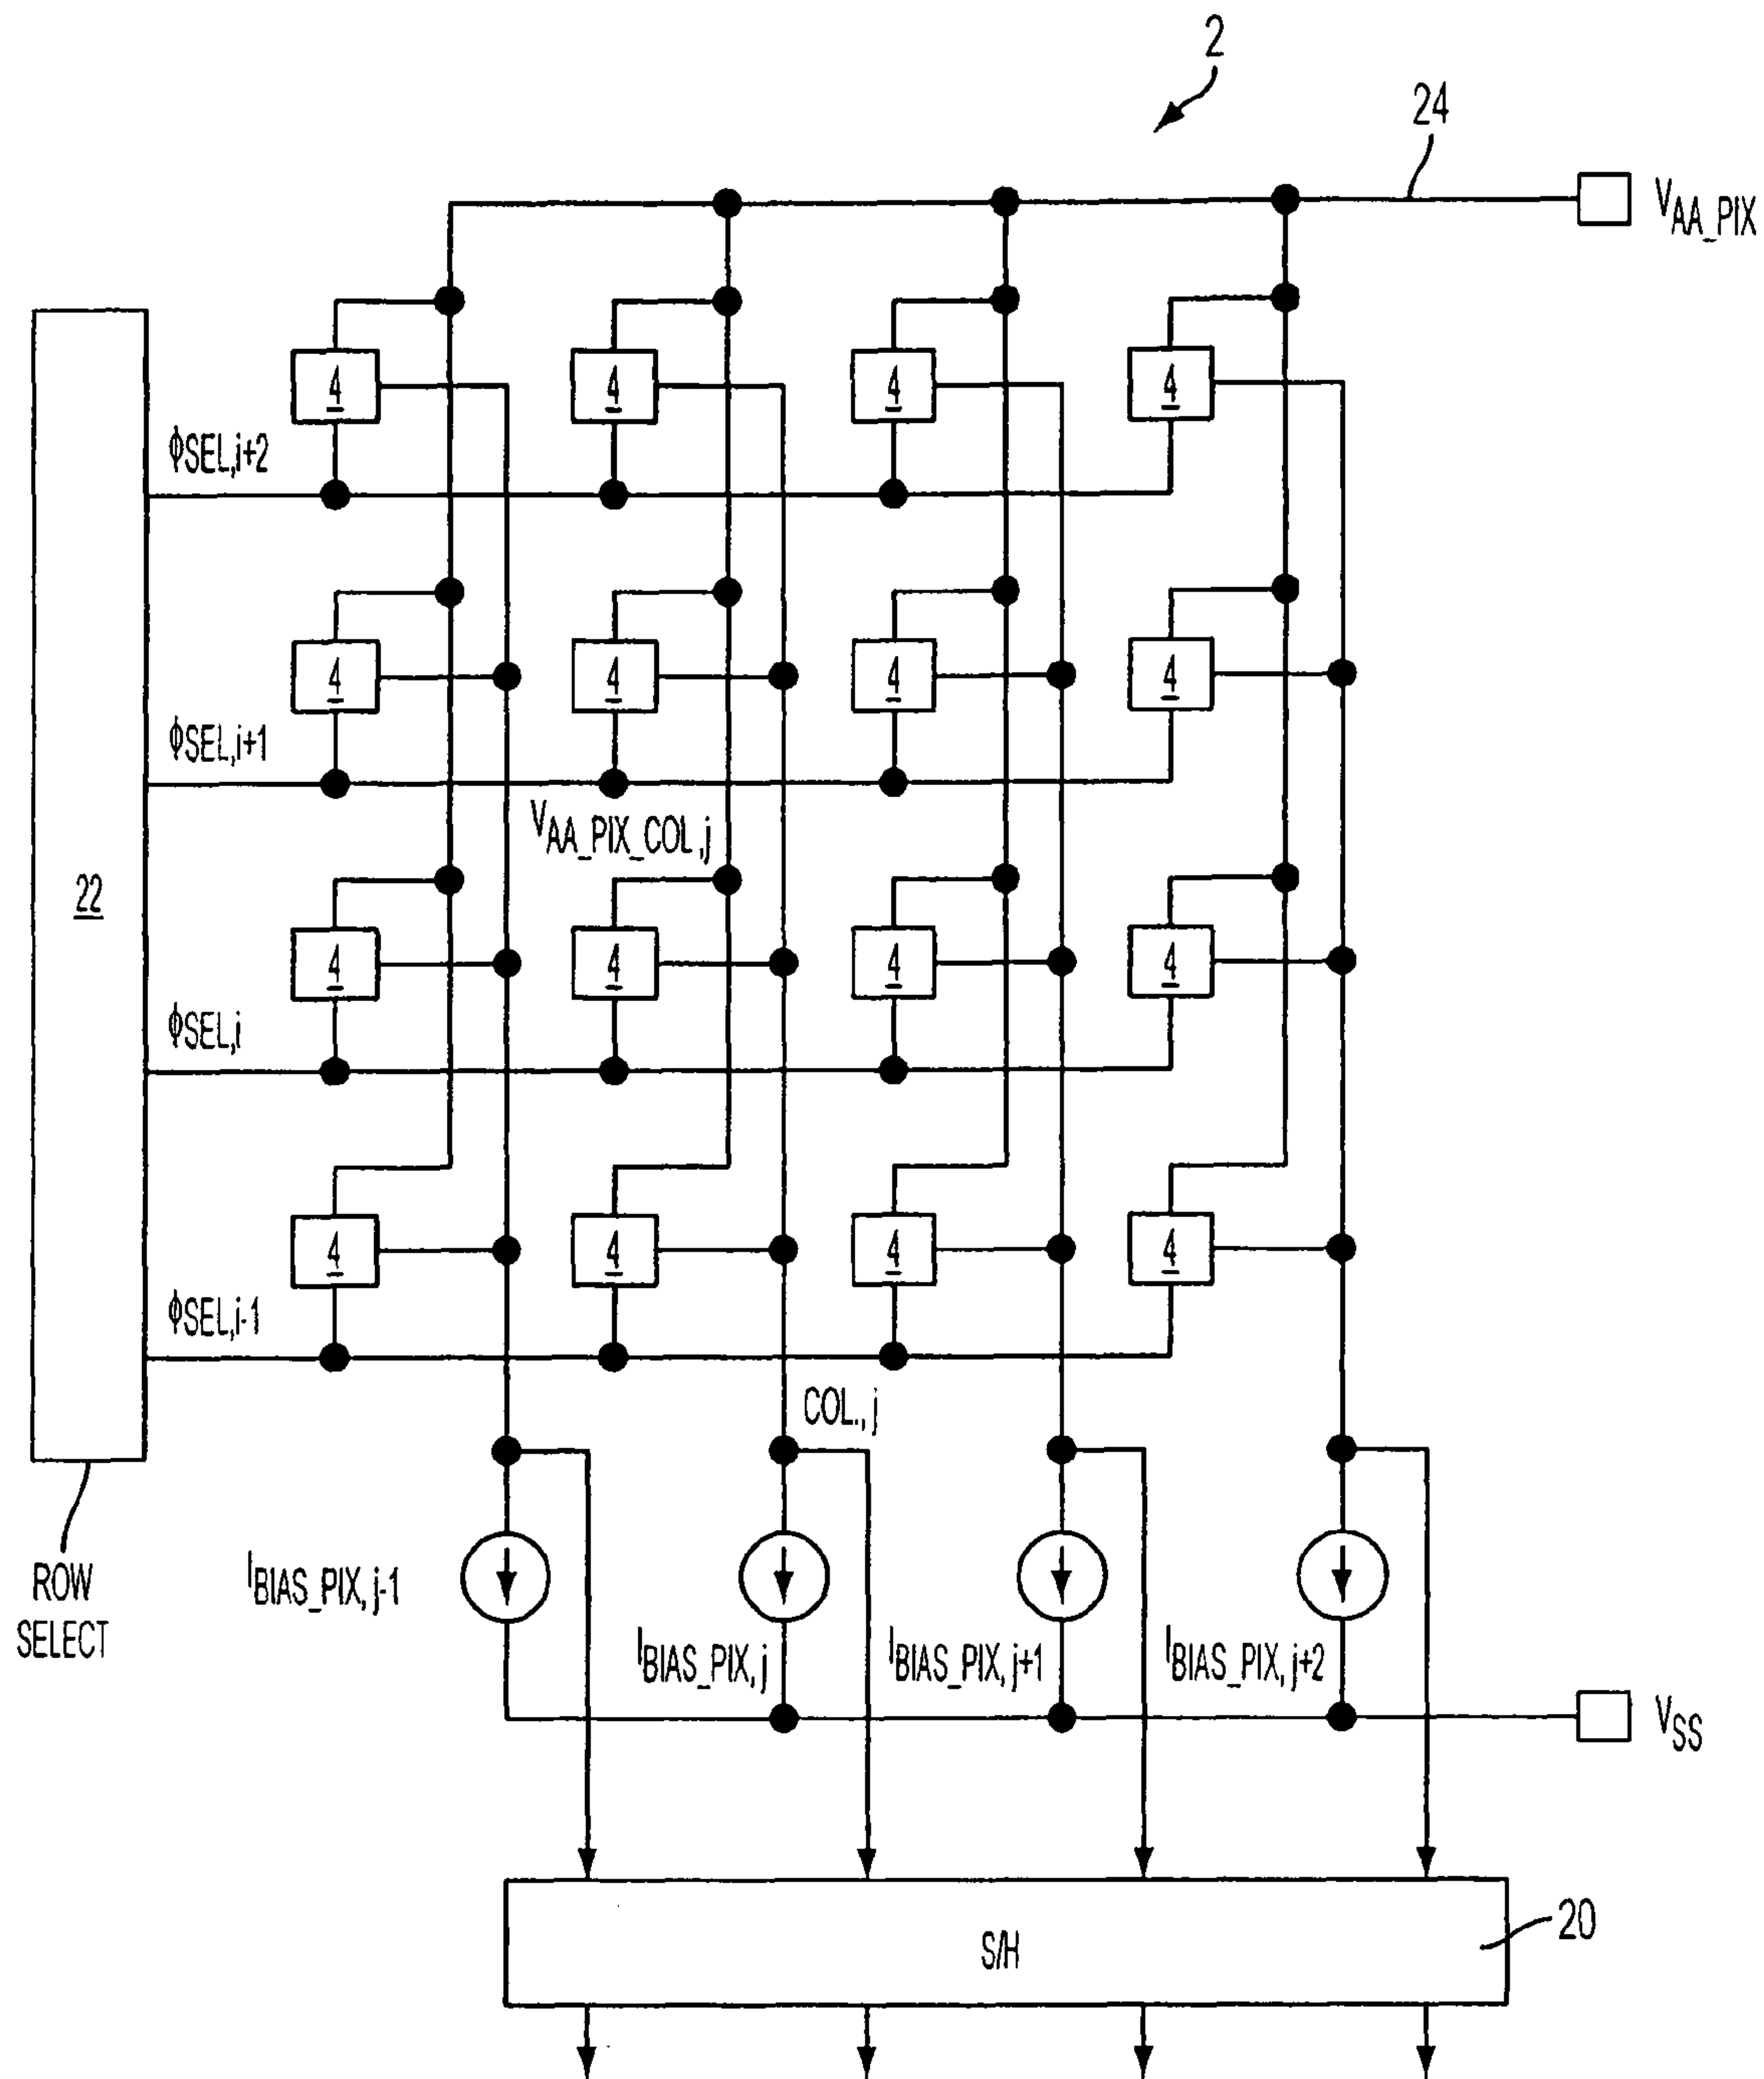 2
24
VAA_PIX
4 4 4 4
ϕSEL,i+2
4 4 4 4
ϕSEL,i+1
VAA_PIX_COL,j
22
4 4 4 4
ϕSEL,i
4 4 4 4
ϕSEL,i-1
COL.,j
ROW
SELECT
IBIAS_PIX, j-1
IBIAS_PIX, j
IBIAS_PIX, j+1
IBIAS_PIX, j+2
VSS
S/H
20